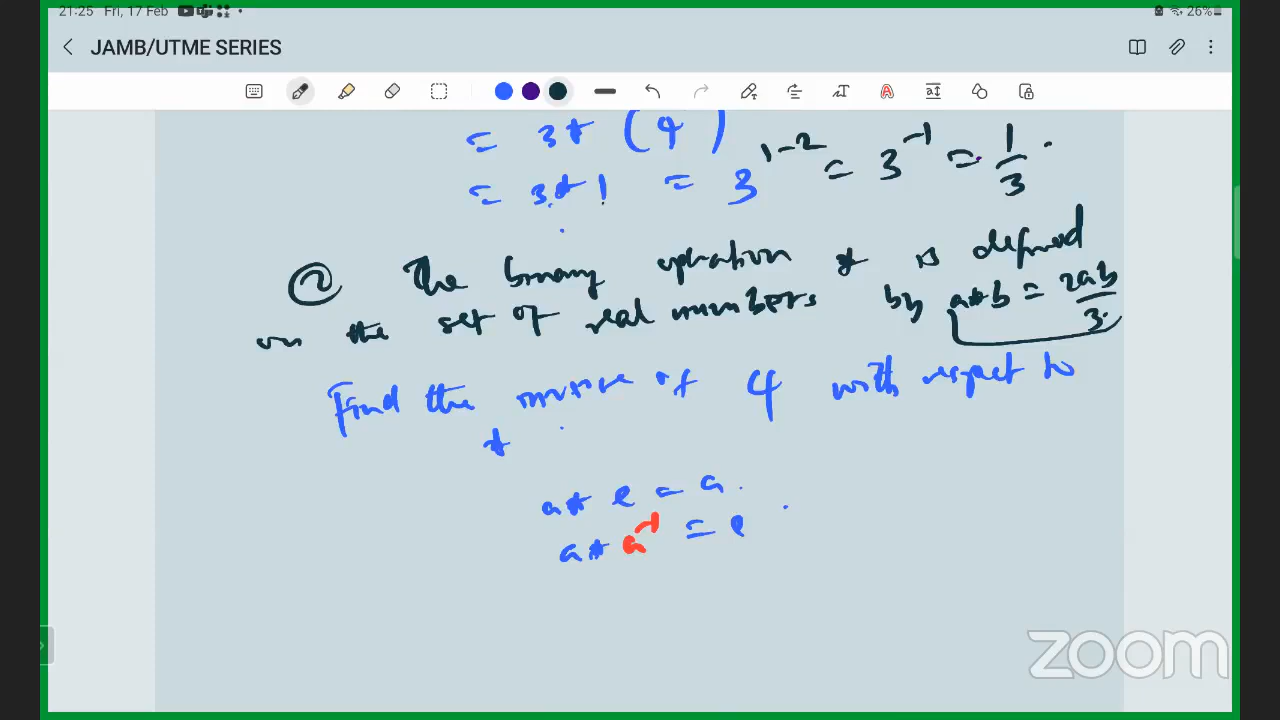 21:25 Fri, 17 Feb
26%
JAMB/UTME SERIES
= 3* (4)
= 3*1 = 3^{1-2} = 3^{-1} = 1/3.
② The binary operation * is defined
on the set of real numbers by a*b = 2ab/3
Find the inverse of 4 with respect to
*
a* e = a.
a* a^{-1} = e
zoom